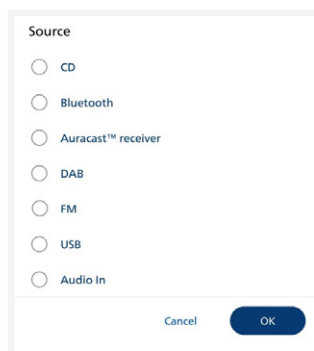 Source
CD
Bluetooth
Auracast™ receiver
DAB
FM
USB
Audio In
Cancel OK